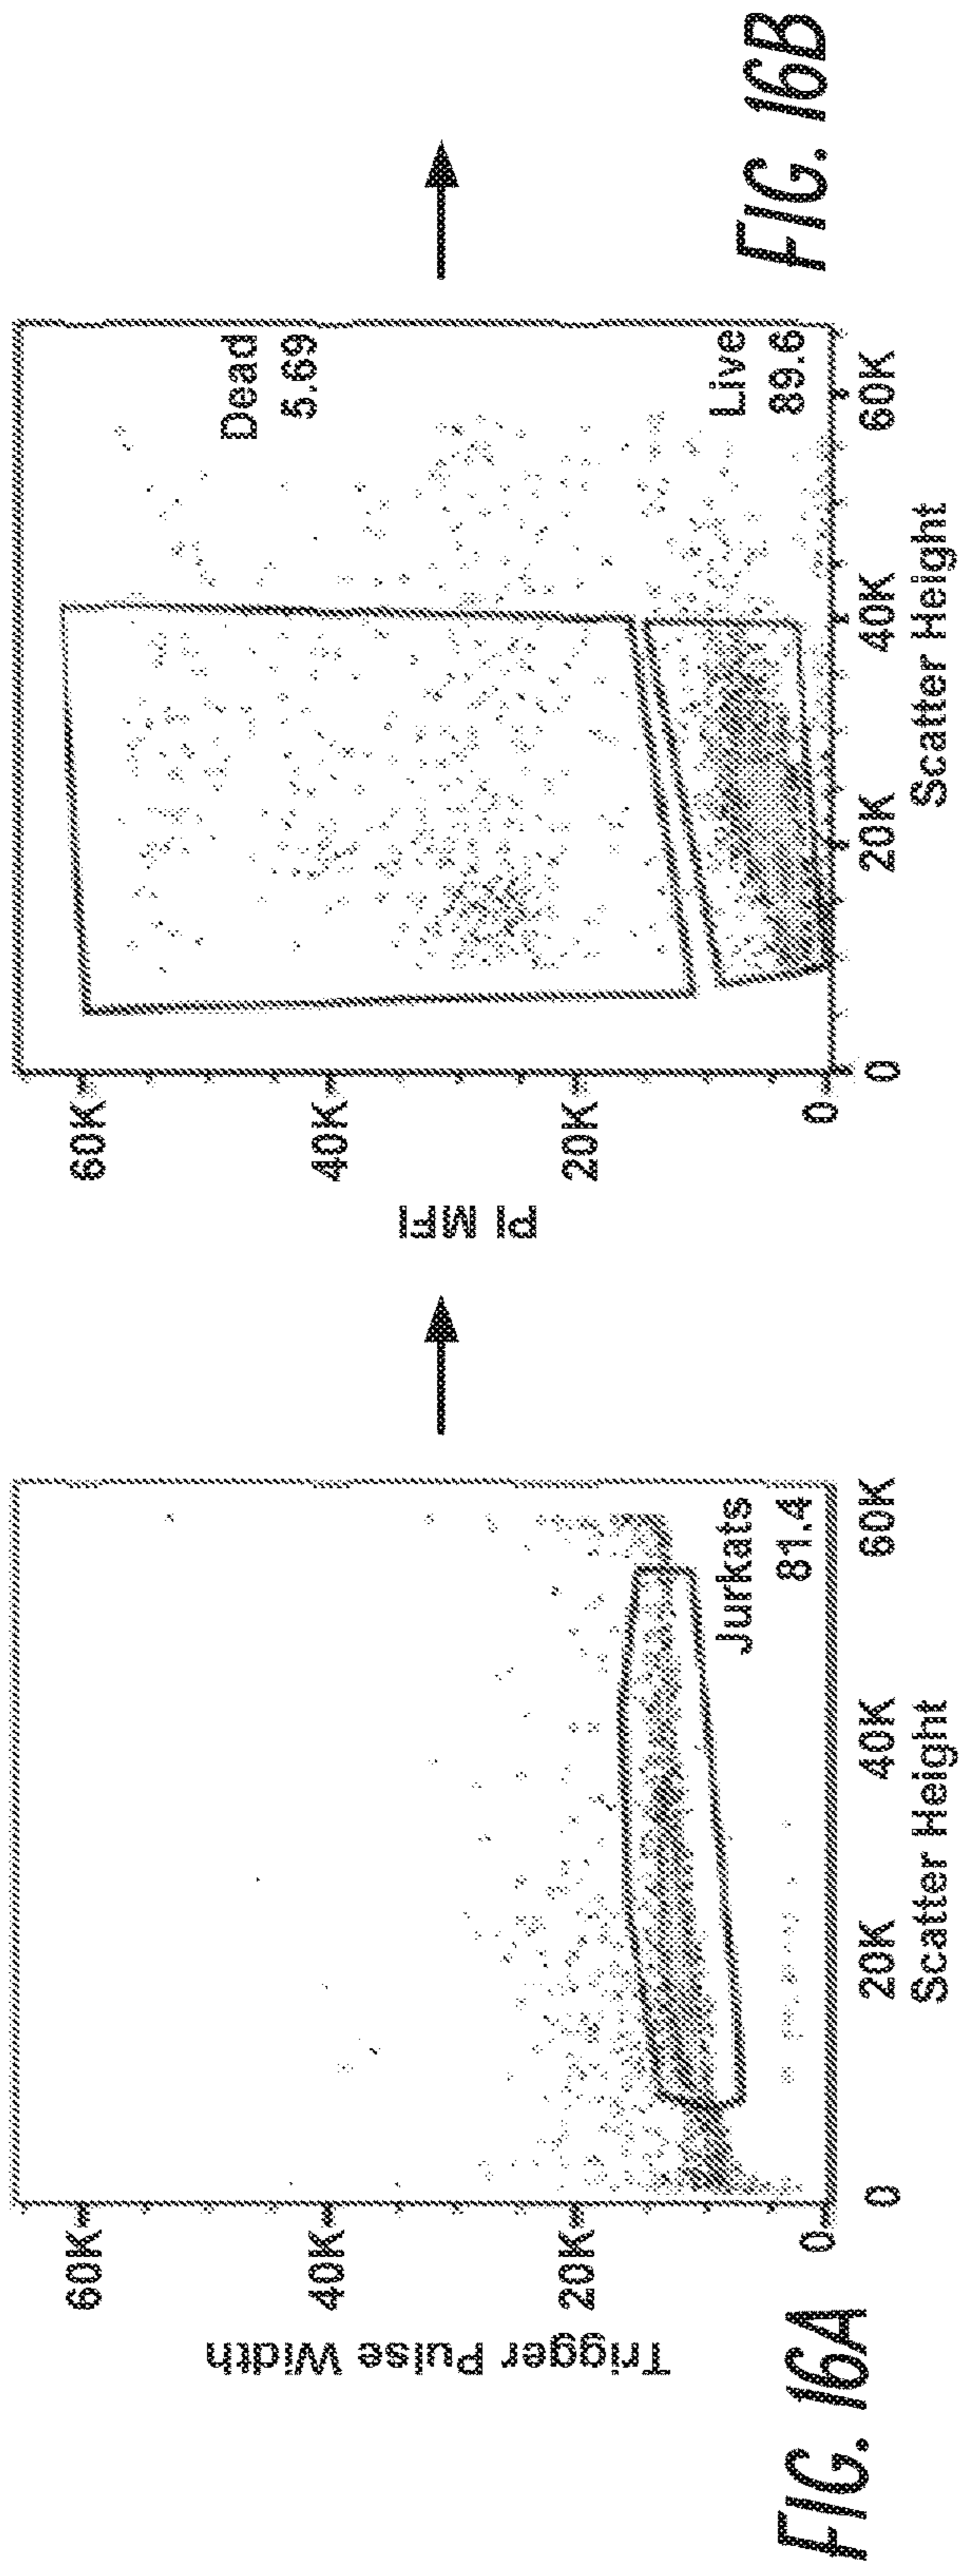 FIG. 16A
Trigger Pulse Width
60K
40K
20K
0
0
20K
40K
60K
Scatter Height
Jurkats
81.4
PI MFI
60K
40K
20K
0
0
20K
40K
60K
Scatter Height
Dead
5.69
Live
89.6
FIG. 16B